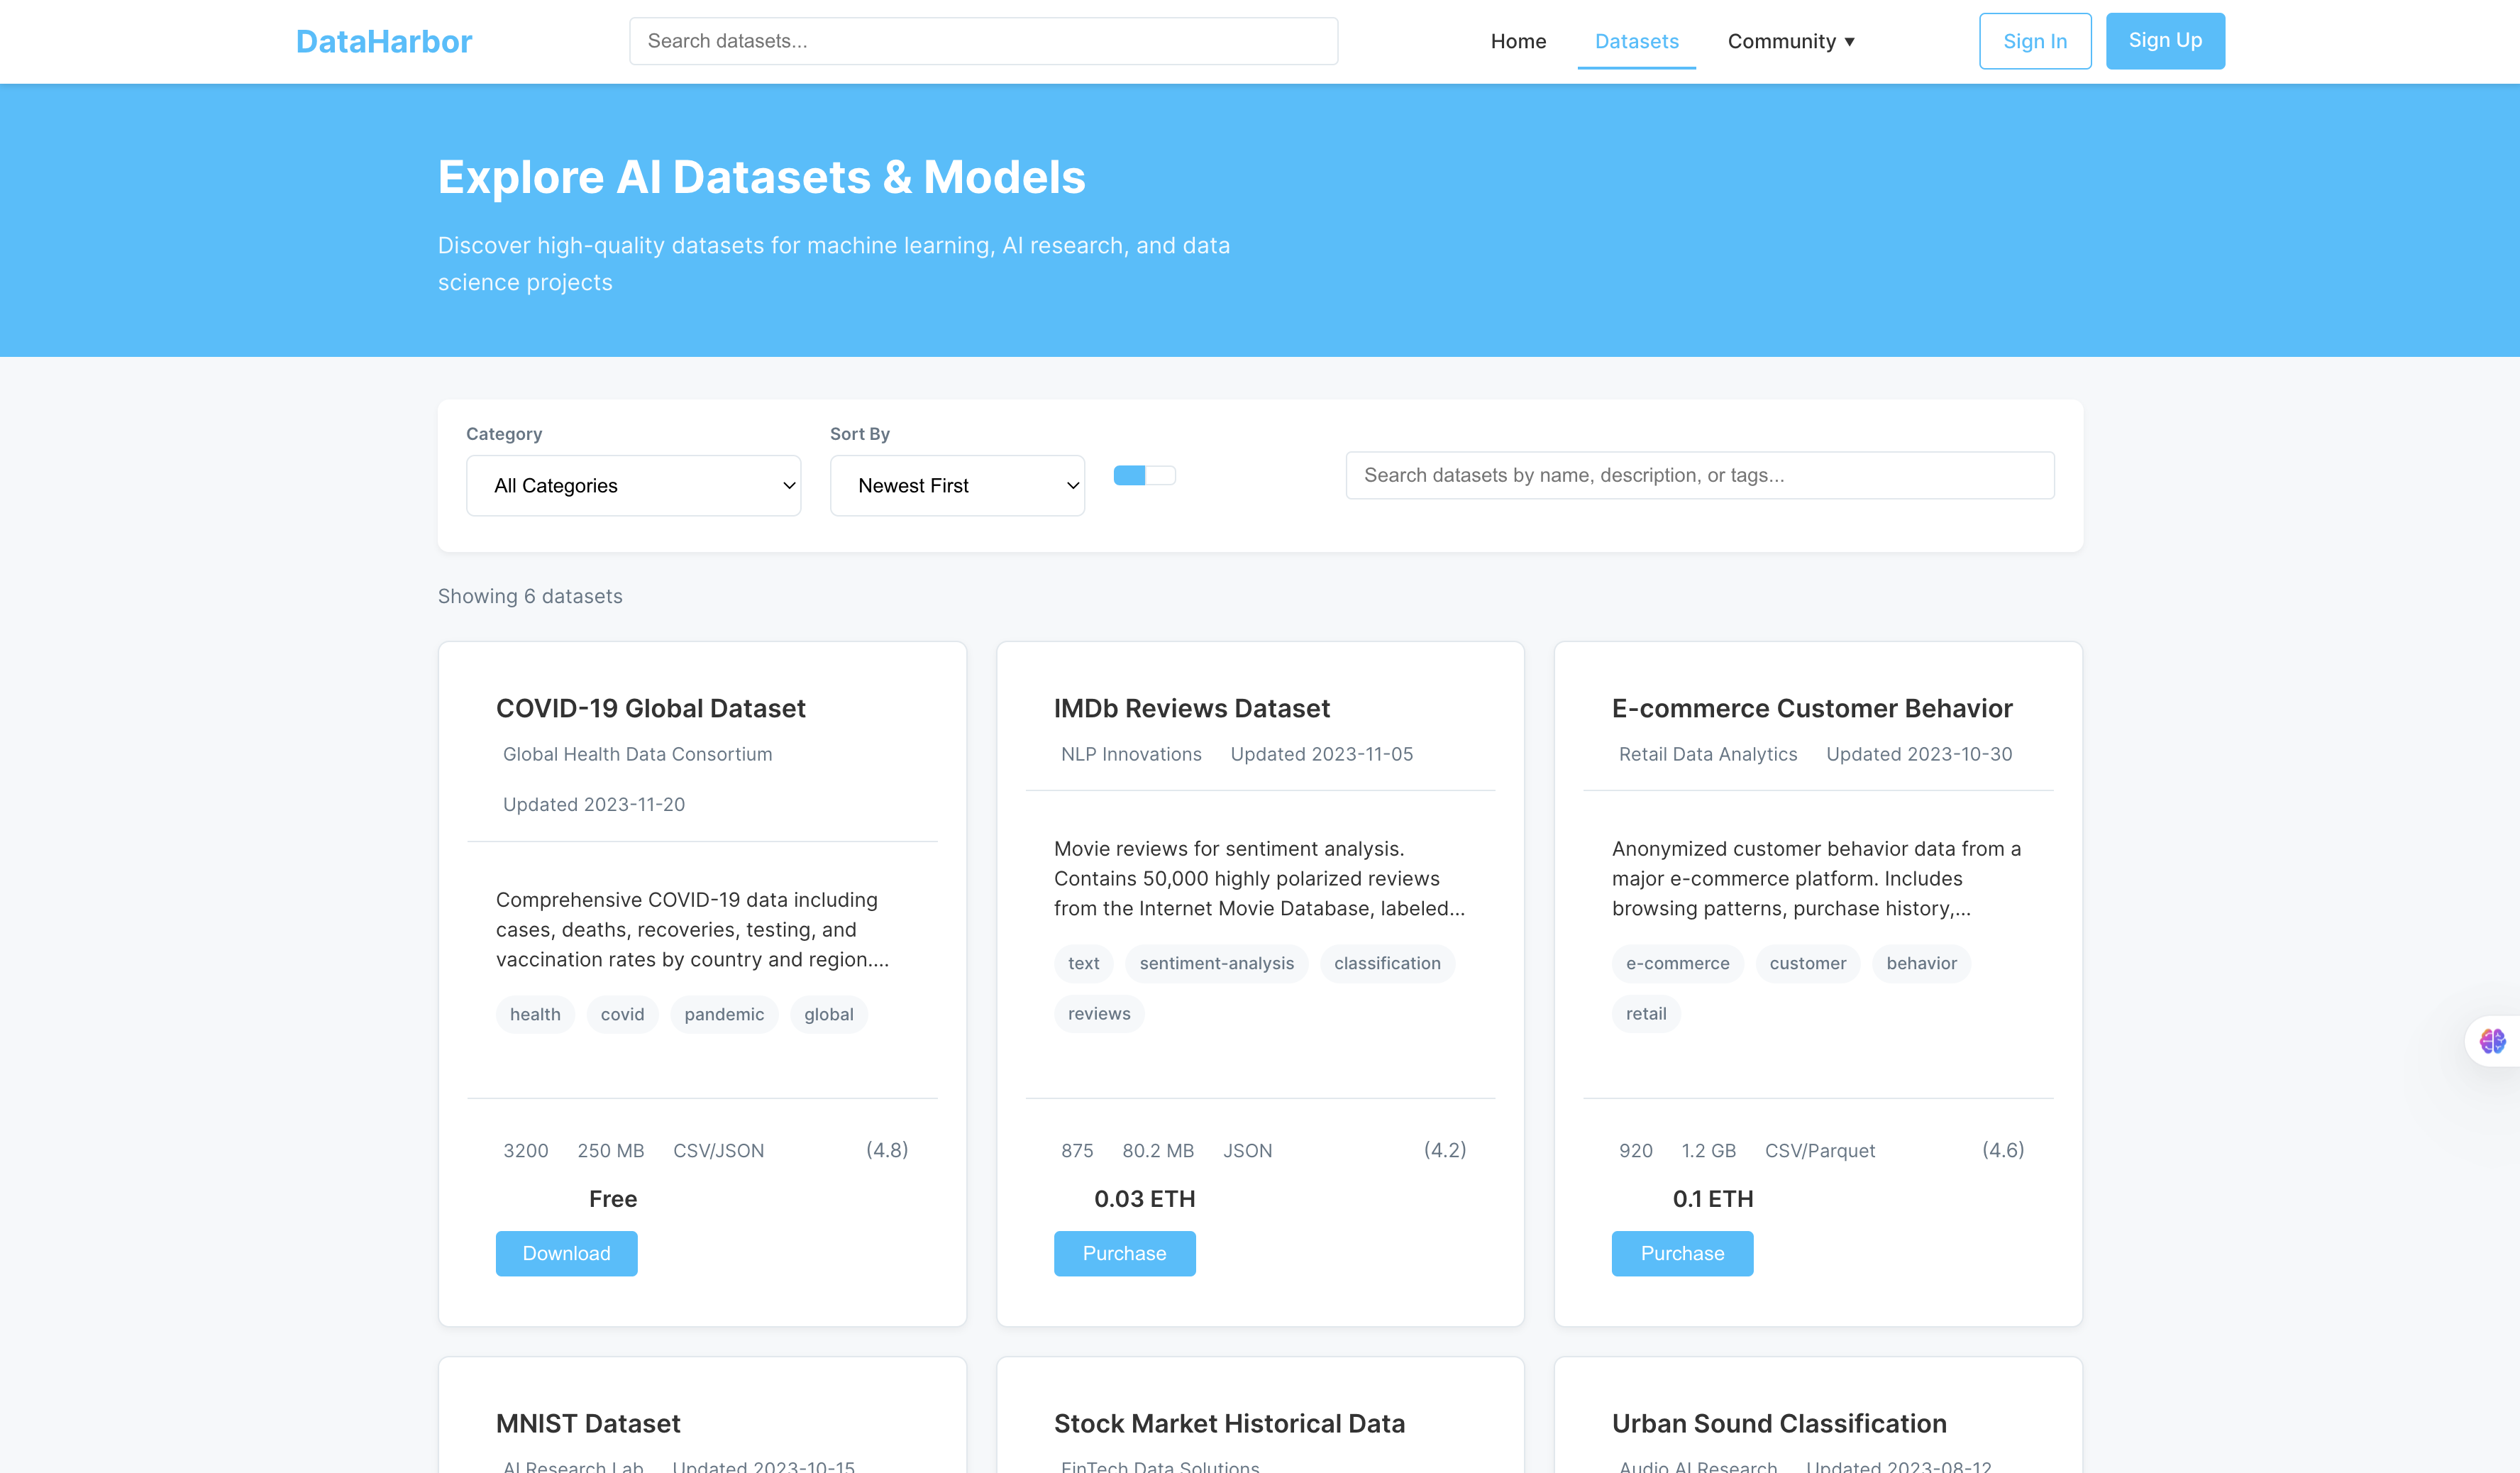 DataHarbor
Search datasets...
Home
Datasets
Community ▼
Sign In
Sign Up
Explore AI Datasets & Models
Discover high-quality datasets for machine learning, AI research, and data
science projects
Category
Sort By
All Categories
Newest First
Search datasets by name, description, or tags...
Showing 6 datasets
COVID-19 Global Dataset
Global Health Data Consortium
Updated 2023-11-20
Comprehensive COVID-19 data including
cases, deaths, recoveries, testing, and
vaccination rates by country and region....
health covid pandemic global
3200 250 MB CSV/JSON (4.8)
Free
Download
IMDb Reviews Dataset
NLP Innovations Updated 2023-11-05
Movie reviews for sentiment analysis.
Contains 50,000 highly polarized reviews
from the Internet Movie Database, labeled...
text sentiment-analysis classification
reviews
875 80.2 MB JSON (4.2)
0.03 ETH
Purchase
E-commerce Customer Behavior
Retail Data Analytics Updated 2023-10-30
Anonymized customer behavior data from a
major e-commerce platform. Includes
browsing patterns, purchase history,...
e-commerce customer behavior
retail
920 1.2 GB CSV/Parquet (4.6)
0.1 ETH
Purchase
MNIST Dataset
AI Research Lab Updated 2023-10-15
Stock Market Historical Data
FinTech Data Solutions
Urban Sound Classification
Audio AI Research Updated 2023-08-12